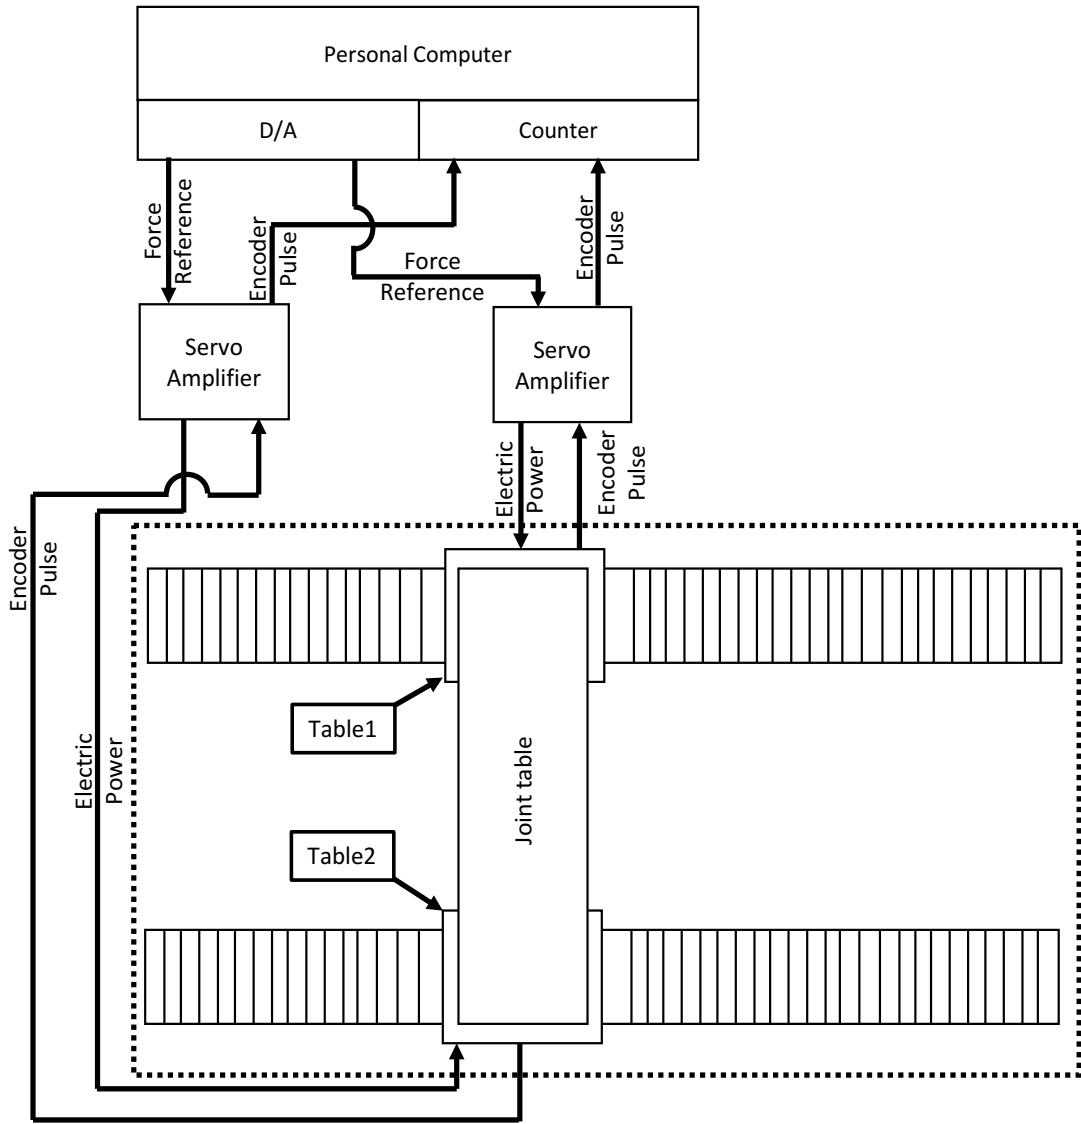 Personal Computer
D/A
Counter
Force
Reference
Encoder
Pulse
Force
Reference
Encoder
Pulse
Servo
Amplifier
Servo
Amplifier
Electric
Power
Encoder
Pulse
Encoder
Pulse
Electric
Power
Table1
Joint table
Table2